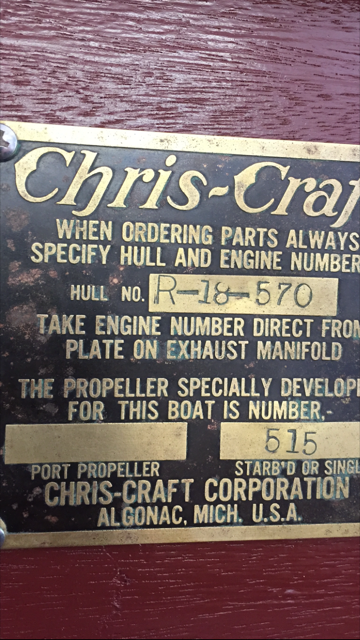 Chris-Craf
WHEN ORDERING PARTS ALWAYS
SPECIFY HULL AND ENGINE NUMBER
HULL NO. R-18-570
TAKE ENGINE NUMBER DIRECT FROM
PLATE ON EXHAUST MANIFOLD
THE PROPELLER SPECIALLY DEVELOP
FOR THIS BOAT IS NUMBER,-
515
PORT PROPELLER STARB'D OR SINGL
CHRIS-CRAFT CORPORATION
ALGONAC, MICH. U.S.A.